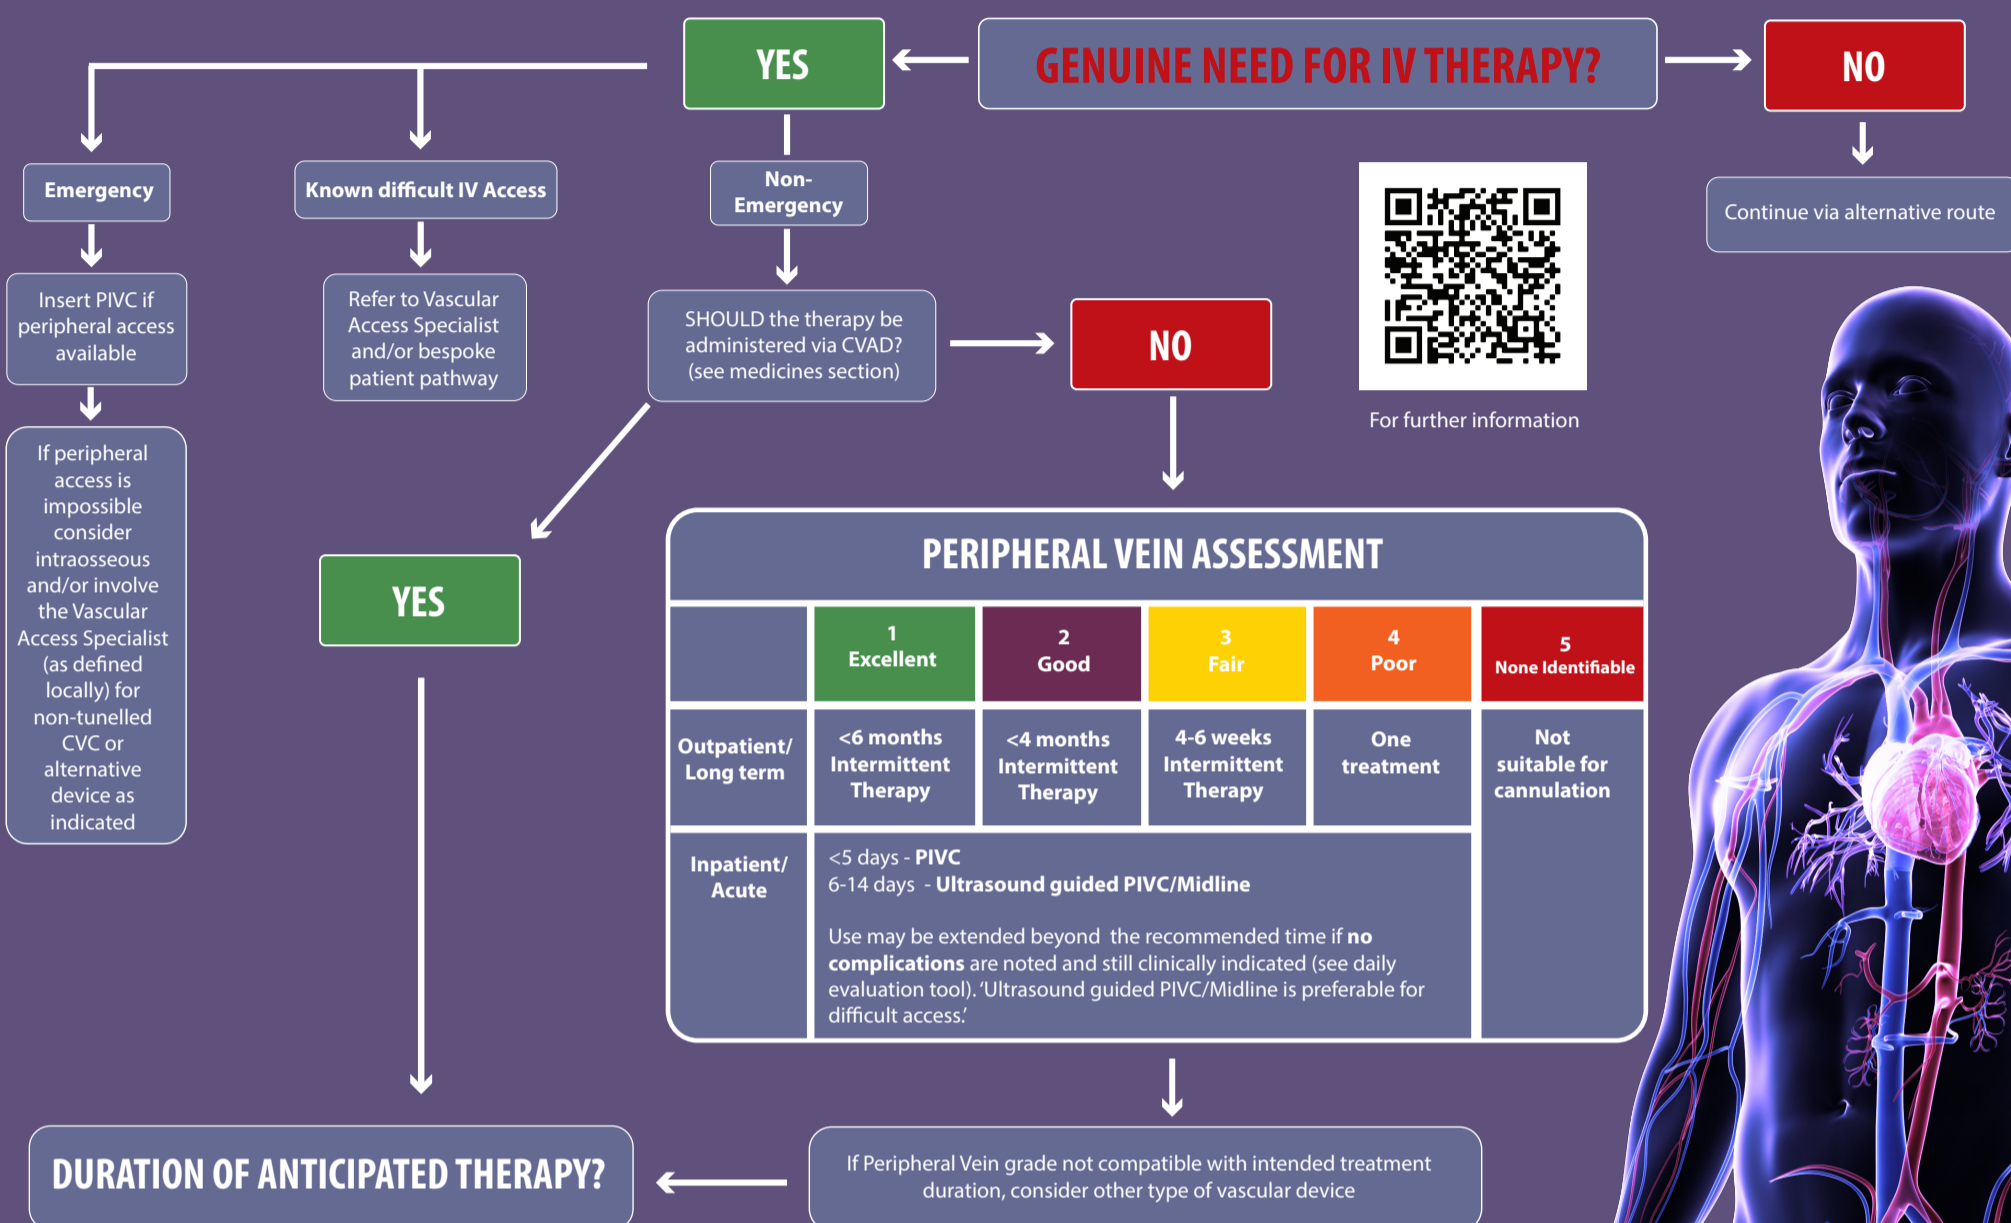 GENUINE NEED FOR IV THERAPY?
YES
NO
Emergency
Known difficult IV Access
Non-
Emergency
Continue via alternative route
Insert PIVC if
peripheral access
available
Refer to Vascular
Access Specialist
and/or bespoke
patient pathway
SHOULD the therapy be
administered via CVAD?
(see medicines section)
NO
For further information
If peripheral
access is
impossible
consider
intraosseous
and/or involve
the Vascular
Access Specialist
(as defined
locally) for
non-tunelled
CVC or
alternative
device as
indicated
YES
PERIPHERAL VEIN ASSESSMENT
1
Excellent
2
Good
3
Fair
4
Poor
5
None Identifiable
Outpatient/
Long term
<6 months
Intermittent
Therapy
<4 months
Intermittent
Therapy
4-6 weeks
Intermittent
Therapy
One
treatment
Not
suitable for
cannulation
Inpatient/
Acute
<5 days - PIVC
6-14 days  - Ultrasound guided PIVC/Midline
Use may be extended beyond  the recommended time if no
complications are noted and still clinically indicated (see daily
evaluation tool). ‘Ultrasound guided PIVC/Midline is preferable for
difficult access.’
If Peripheral Vein grade not compatible with intended treatment
duration, consider other type of vascular device
DURATION OF ANTICIPATED THERAPY?